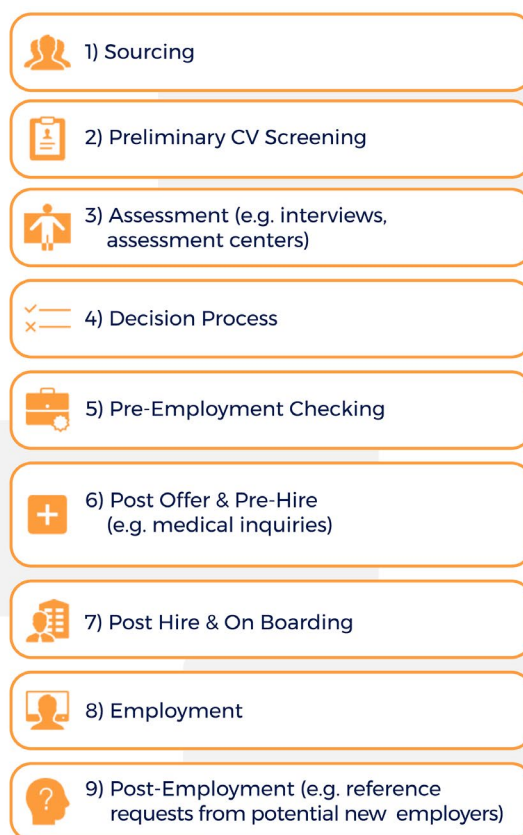 1) Sourcing
2) Preliminary CV Screening
3) Assessment (e.g. interviews,
assessment centers)
4) Decision Process
5) Pre-Employment Checking
6) Post Offer & Pre-Hire
(e.g. medical inquiries)
7) Post Hire & On Boarding
8) Employment
9) Post-Employment (e.g. reference
requests from potential new employers)
?